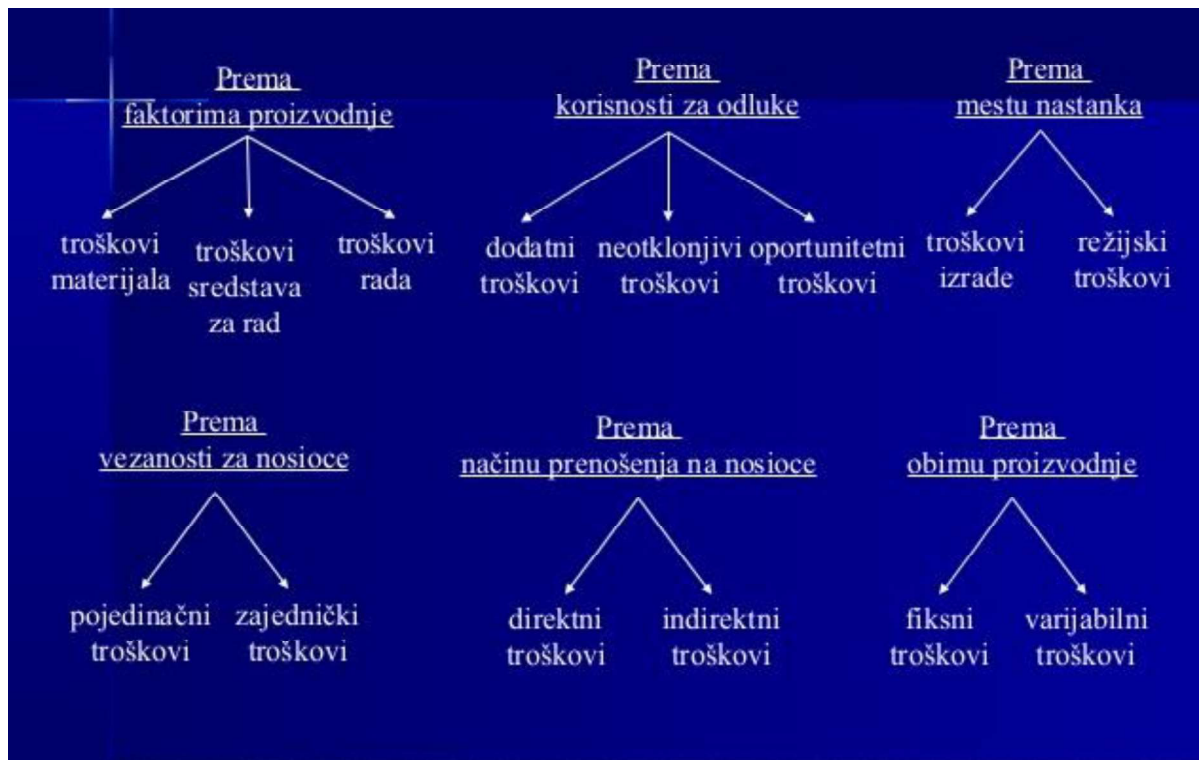 Prema
faktorima proizvodnje
troškovi
materijala
troškovi
sredstava
za rad
troškovi
rada
Prema
korisnosti za odluke
dodatni
troškovi
neotklonjivi
troškovi
oportunitetni
troškovi
Prema
mestu nastanka
troškovi
izrade
režijski
troškovi
Prema
vezanosti za nosioce
pojedinačni
troškovi
zajednički
troškovi
Prema
načinu prenošenja na nosioce
direktni
troškovi
indirektni
troškovi
Prema
obimu proizvodnje
fiksni
troškovi
varijabilni
troškovi